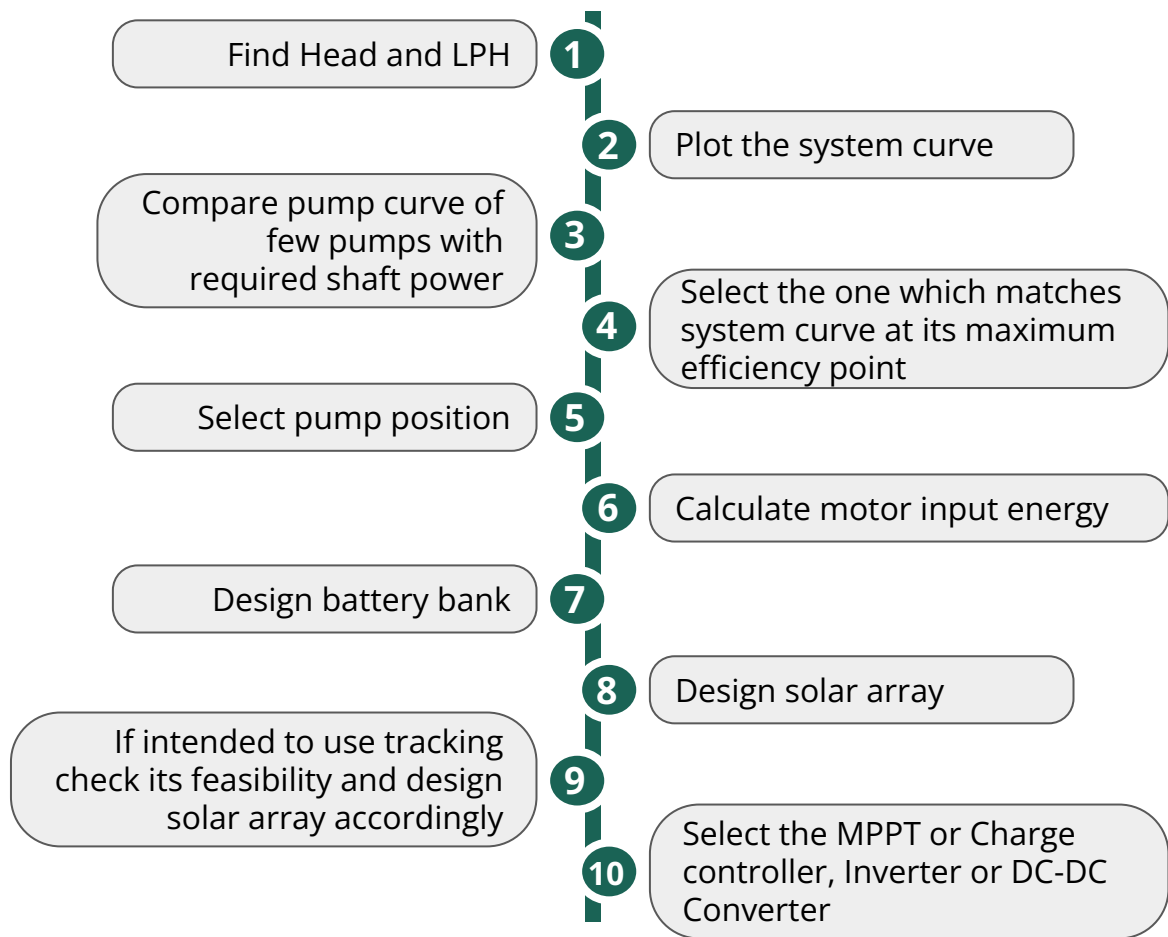 Find Head and LPH
1
2
Plot the system curve
Compare pump curve of
few pumps with
required shaft power
3
4
Select the one which matches
system curve at its maximum
efficiency point
Select pump position
5
6
Calculate motor input energy
Design battery bank
7
8
Design solar array
If intended to use tracking
check its feasibility and design
solar array accordingly
9
10
Select the MPPT or Charge
controller, Inverter or DC-DC
Converter